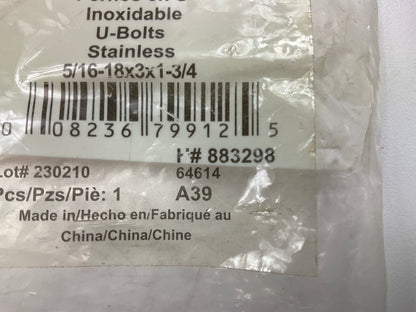 Inoxidable
U-Bolts
Stainless
5/16-18x3x1-3/4
0 08236 79912 5
H# 883298
Lot# 230210 64614
Pcs/Pzs/Piè: 1 A39
Made in/Hecho en/Fabriqué au
China/China/Chine